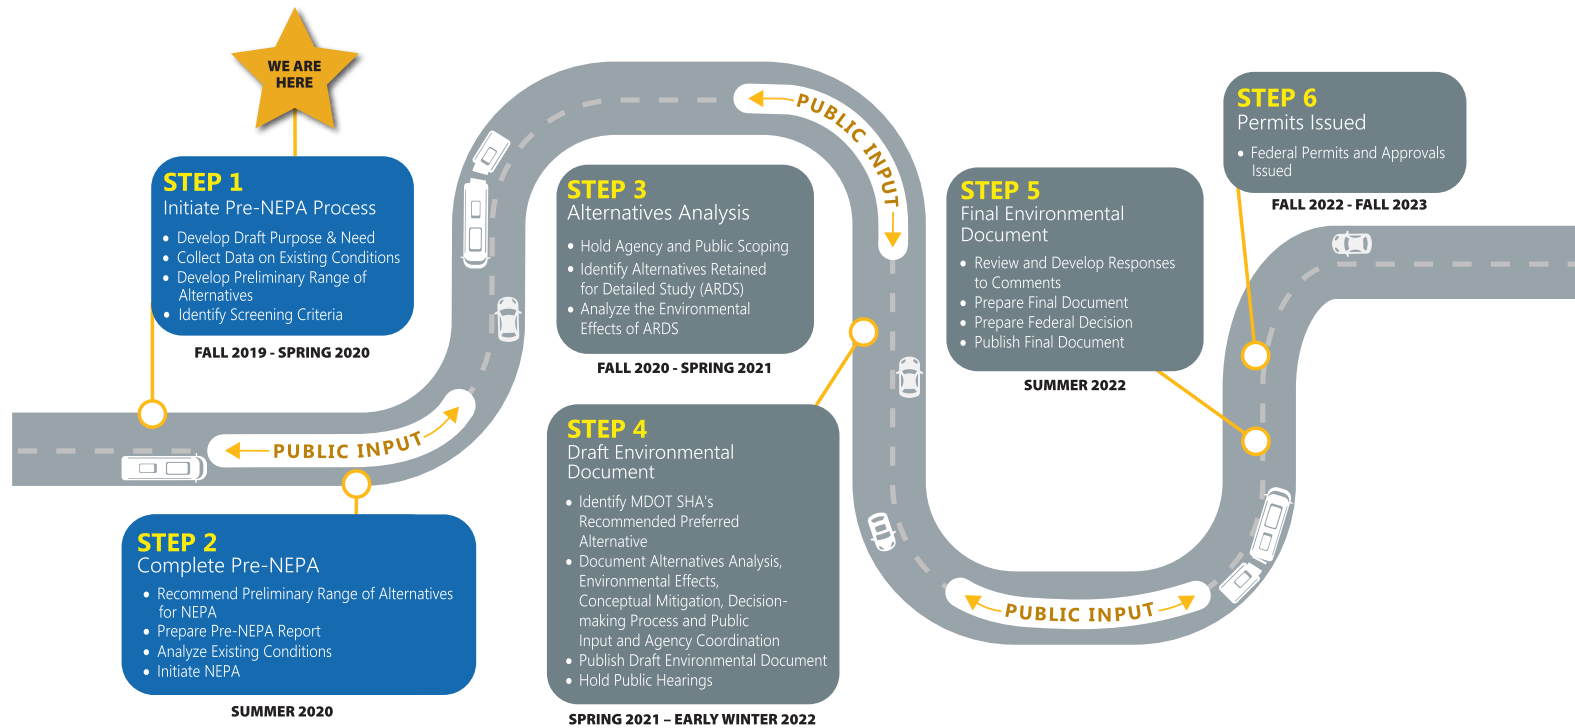 WE ARE
HERE
STEP 1
Initiate Pre-NEPA Process
• Develop Draft Purpose & Need
• Collect Data on Existing Conditions
• Develop Preliminary Range of
Alternatives
• Identify Screening Criteria
FALL 2019 - SPRING 2020
PUBLIC INPUT
STEP 2
Complete Pre-NEPA
• Recommend Preliminary Range of Alternatives
for NEPA
• Prepare Pre-NEPA Report
• Analyze Existing Conditions
• Initiate NEPA
SUMMER 2020
STEP 3
Alternatives Analysis
• Hold Agency and Public Scoping
• Identify Alternatives Retained
for Detailed Study (ARDS)
• Analyze the Environmental
Effects of ARDS
FALL 2020 - SPRING 2021
PUBLIC INPUT
STEP 4
Draft Environmental
Document
• Identify MDOT SHA's
Recommended Preferred
Alternative
• Document Alternatives Analysis,
Environmental Effects,
Conceptual Mitigation, Decision-
making Process and Public
Input and Agency Coordination
• Publish Draft Environmental Document
• Hold Public Hearings
SPRING 2021 – EARLY WINTER 2022
PUBLIC INPUT
STEP 5
Final Environmental
Document
• Review and Develop Responses
to Comments
• Prepare Final Document
• Prepare Federal Decision
• Publish Final Document
SUMMER 2022
STEP 6
Permits Issued
• Federal Permits and Approvals
Issued
FALL 2022 - FALL 2023